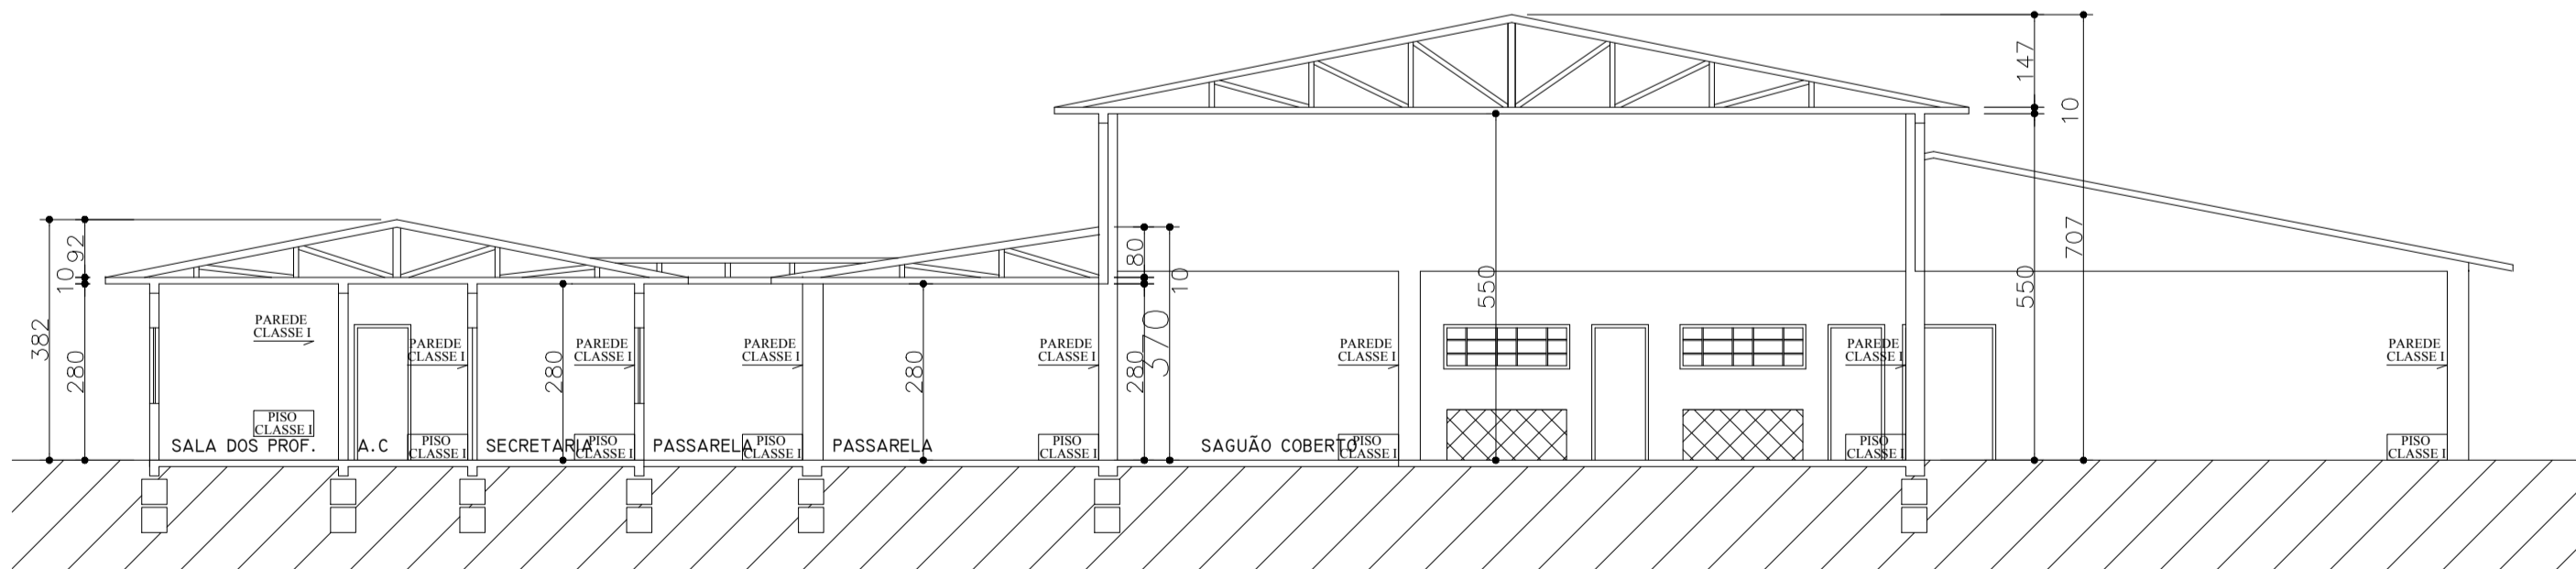 147
10
707
550
550
92
10
382
280
280
280
80
10
370
280
PAREDE
CLASSE I
PAREDE
CLASSE I
PAREDE
CLASSE I
PAREDE
CLASSE I
PAREDE
CLASSE I
PAREDE
CLASSE I
PAREDE
CLASSE I
PAREDE
CLASSE I
PISO
CLASSE I
PISO
CLASSE I
PISO
CLASSE I
PISO
CLASSE I
PISO
CLASSE I
PISO
CLASSE I
PISO
CLASSE I
PISO
CLASSE I
SALA DOS PROF.
A.C
SECRETARIA
PASSARELA
PASSARELA
SAGUÃO COBERTO